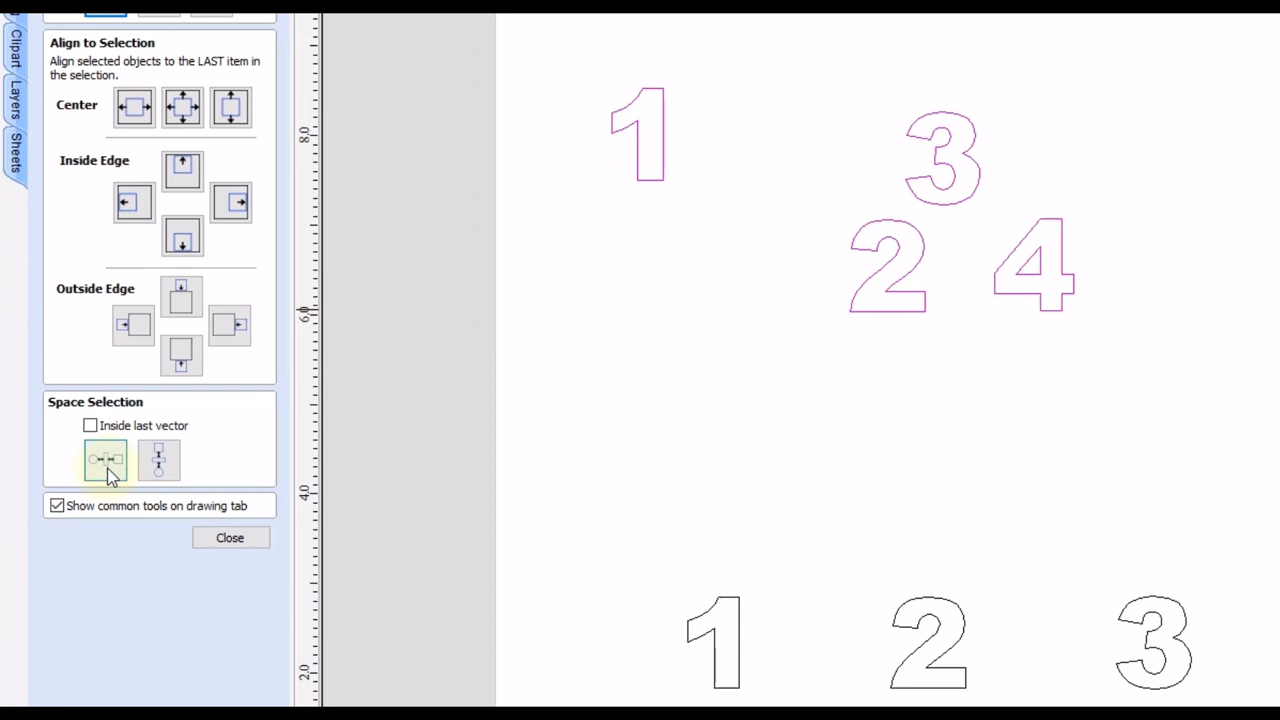 Clipart
Layers
Sheets
Align to Selection
Align selected objects to the LAST item in
the selection.
Center
Inside Edge
Outside Edge
Space Selection
Inside last vector
Show common tools on drawing tab
Close
8.0
6.0
4.0
2.0
1
3
2 4
1 2 3